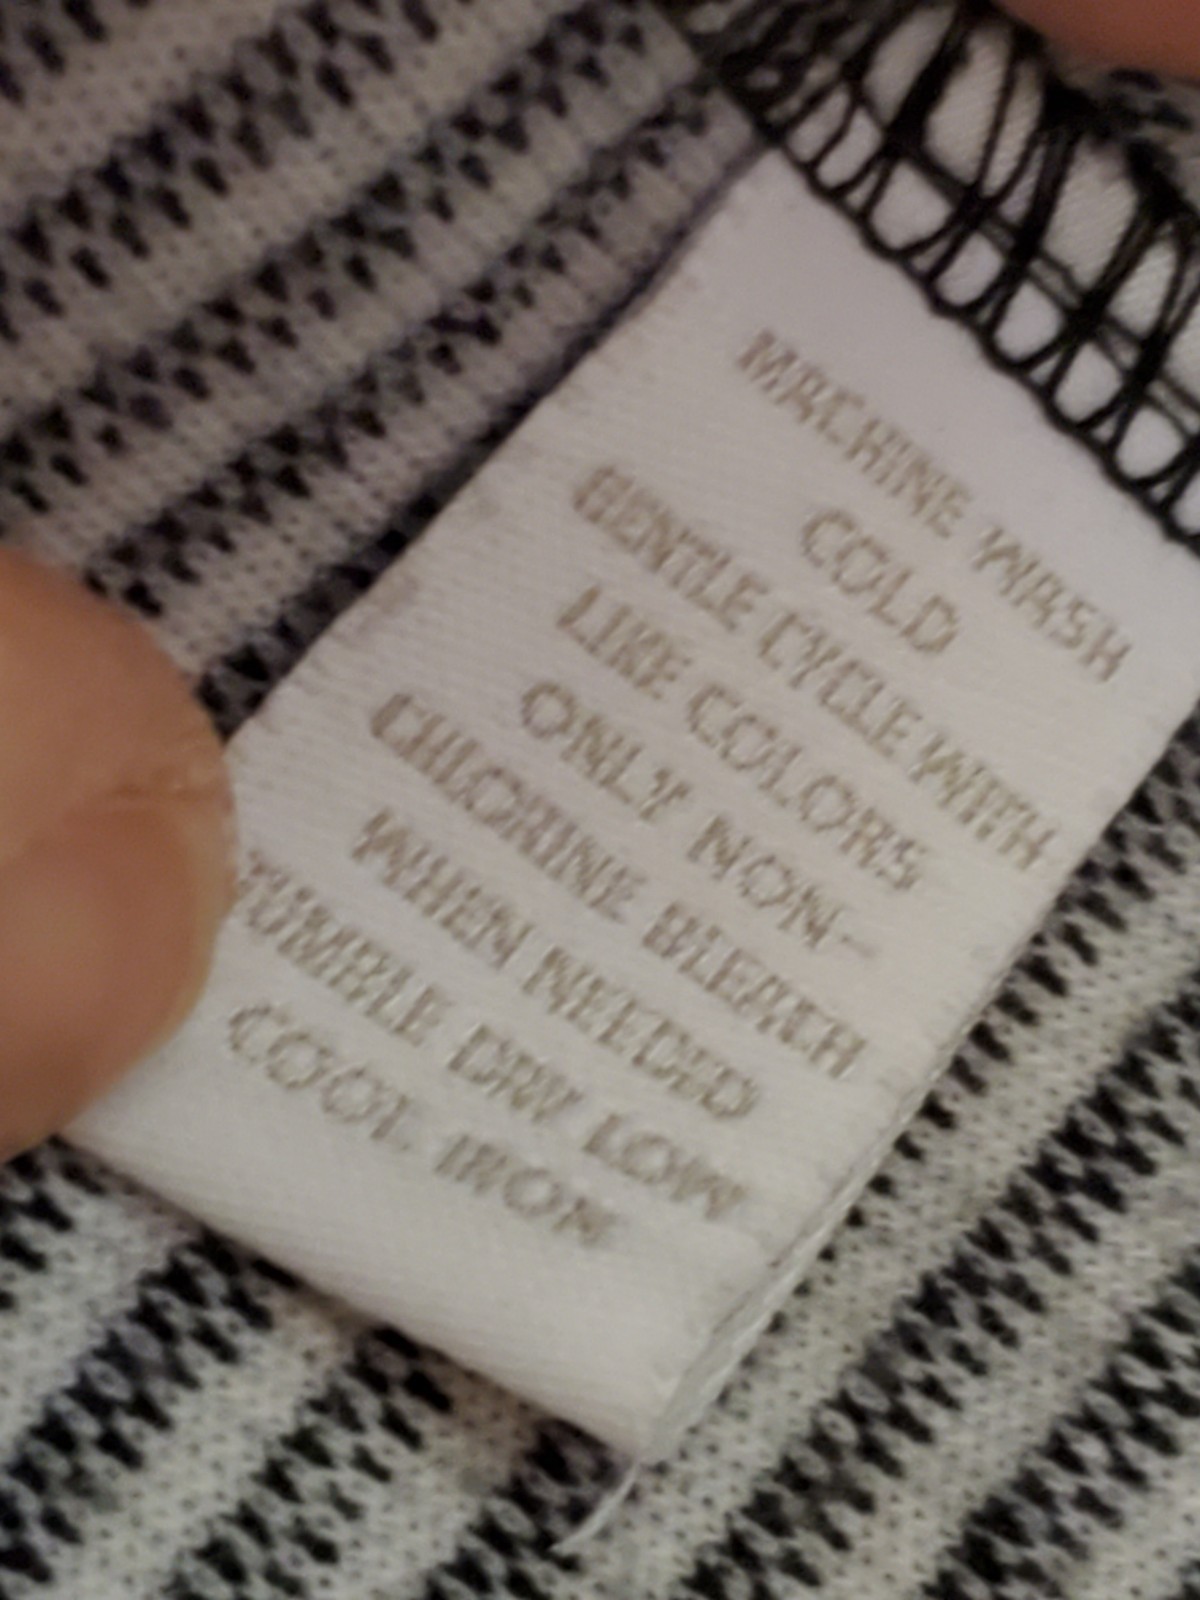 MACHINE WASH
COLD
GENTLE CYCLE WITH
LIKE COLORS
ONLY NON-
CHLORINE BLEACH
WHEN NEEDED
TUMBLE DRY LOW
COOL IRON